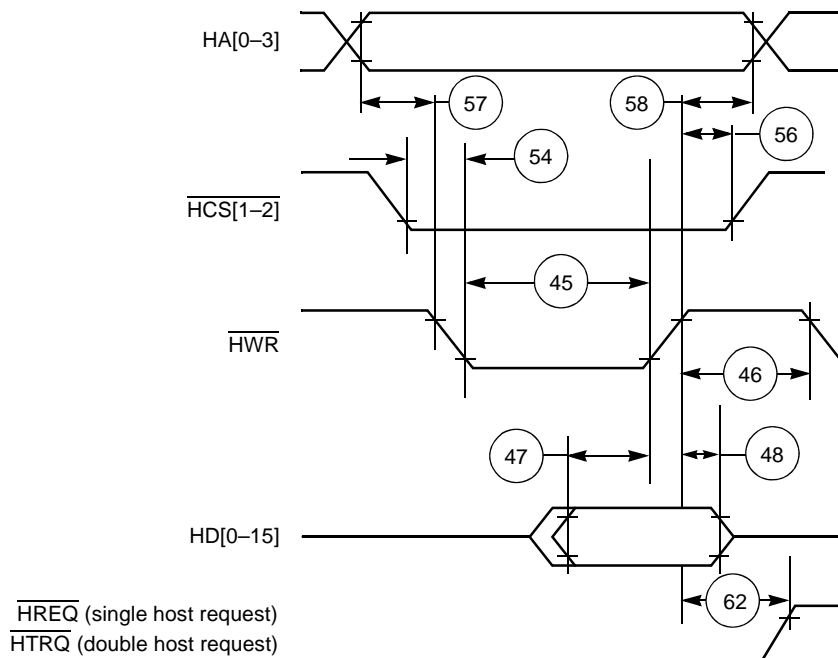 HA[0–3]
57
58
56
54
HCS[1–2]
45
HWR
46
47
48
HD[0–15]
62
HREQ (single host request)
HTRQ (double host request)